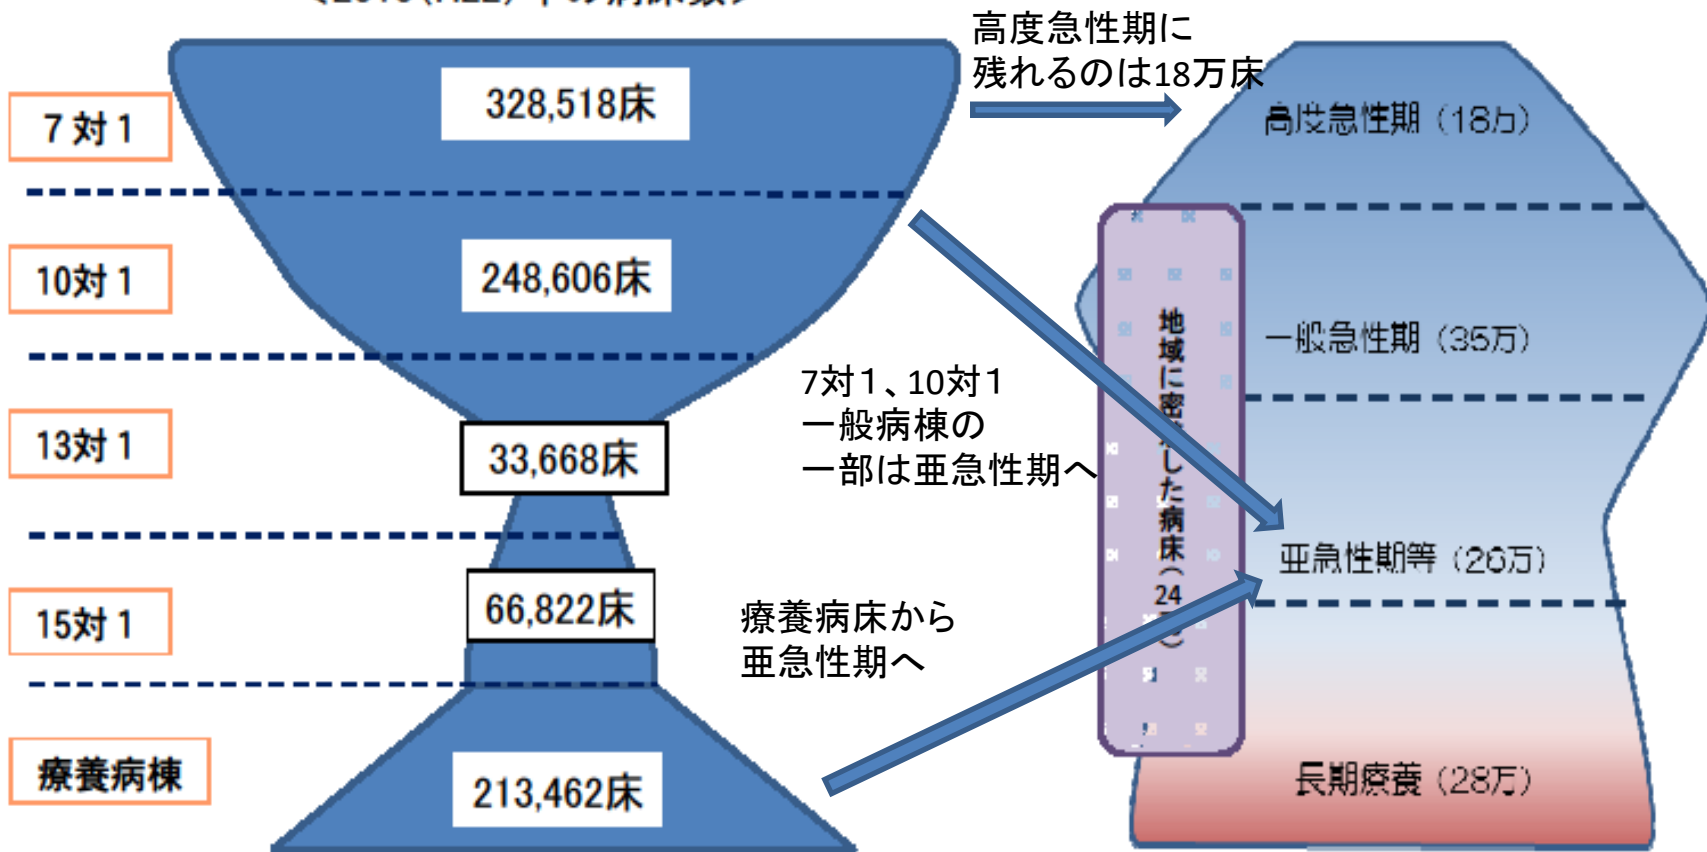 7対1
328,518床
10対1
248,606床
13対1
33,668床
15対1
66,822床
療養病棟
213,462床
高度急性期に
残れるのは18万床
7対1、10対1
一般病棟の
一部は亜急性期へ
療養病床から
亜急性期へ
地域に密
した病床(24
高度急性期(18万)
一般急性期(35万)
亜急性期等(26万)
長期療養(28万)